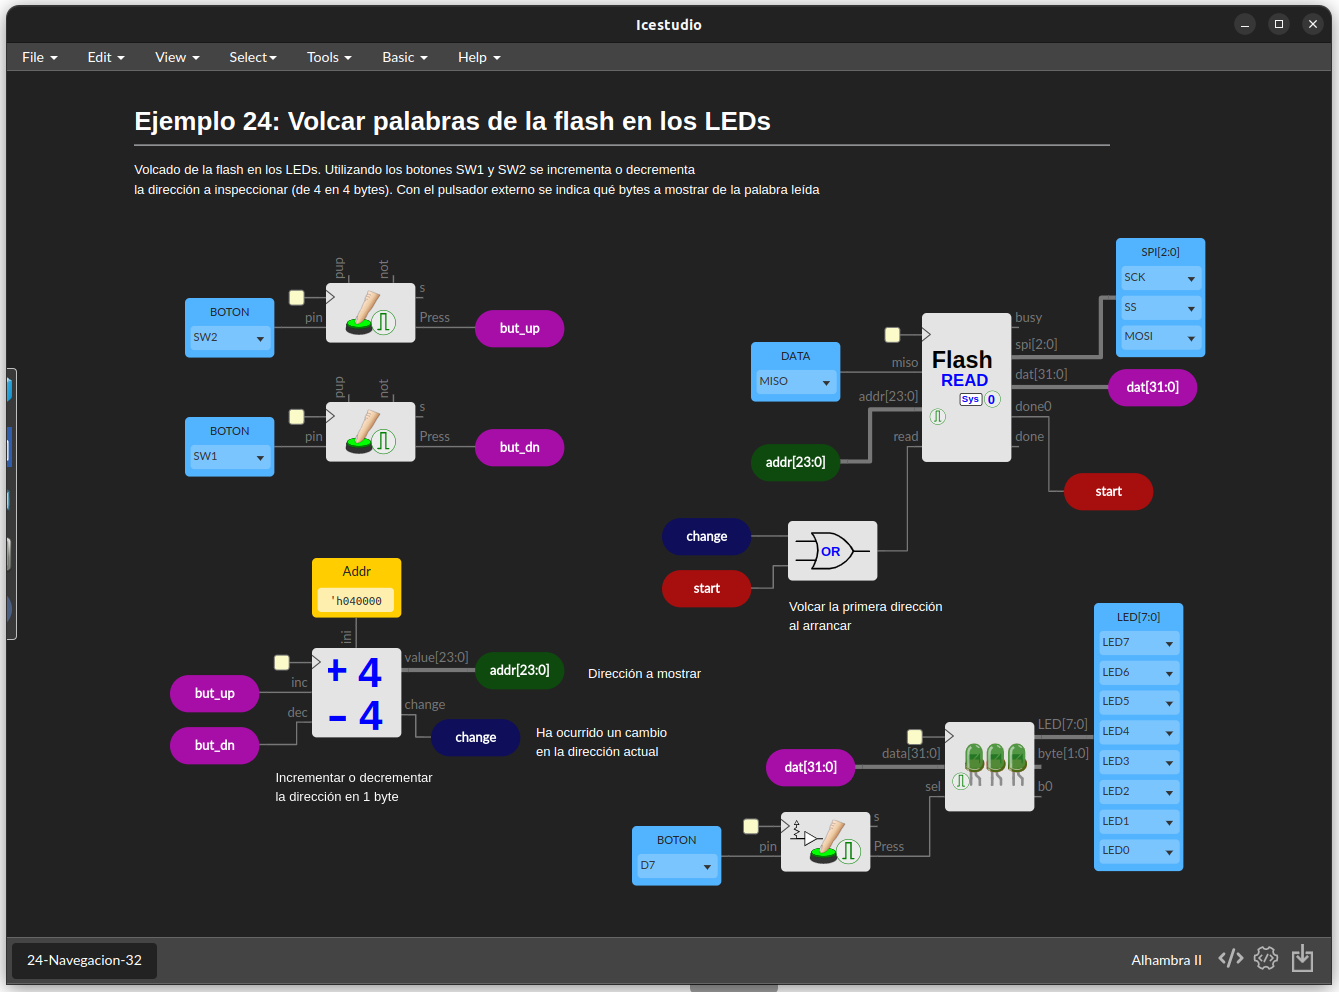 Icestudio
File
Edit
View
Select
Tools
Basic
Help
Ejemplo 24: Volcar palabras de la flash en los LEDs
Volcado de la flash en los LEDs. Utilizando los botones SW1 y SW2 se incrementa o decrementa
la dirección a inspeccionar (de 4 en 4 bytes). Con el pulsador externo se indica qué bytes a mostrar de la palabra leída
BOTON
SW2
pup
not
pin
s
Press
but_up
BOTON
SW1
pup
not
pin
s
Press
but_dn
DATA
MISO
miso
addr[23:0]
read
addr[23:0]
Flash
READ
Sys
0
busy
spi[2:0]
dat[31:0]
done0
done
SPI[2:0]
SCK
SS
MOSI
dat[31:0]
start
change
start
OR
Volcar la primera dirección
al arrancar
Addr
'h040000
ini
but_up
but_dn
inc
dec
+ 4
- 4
value[23:0]
change
addr[23:0]
change
Dirección a mostrar
Ha ocurrido un cambio
en la dirección actual
Incrementar o decrementar
la dirección en 1 byte
dat[31:0]
data[31:0]
sel
LED[7:0]
byte[1:0]
b0
BOTON
D7
pin
s
Press
LED[7:0]
LED7
LED6
LED5
LED4
LED3
LED2
LED1
LED0
24-Navegacion-32
Alhambra II